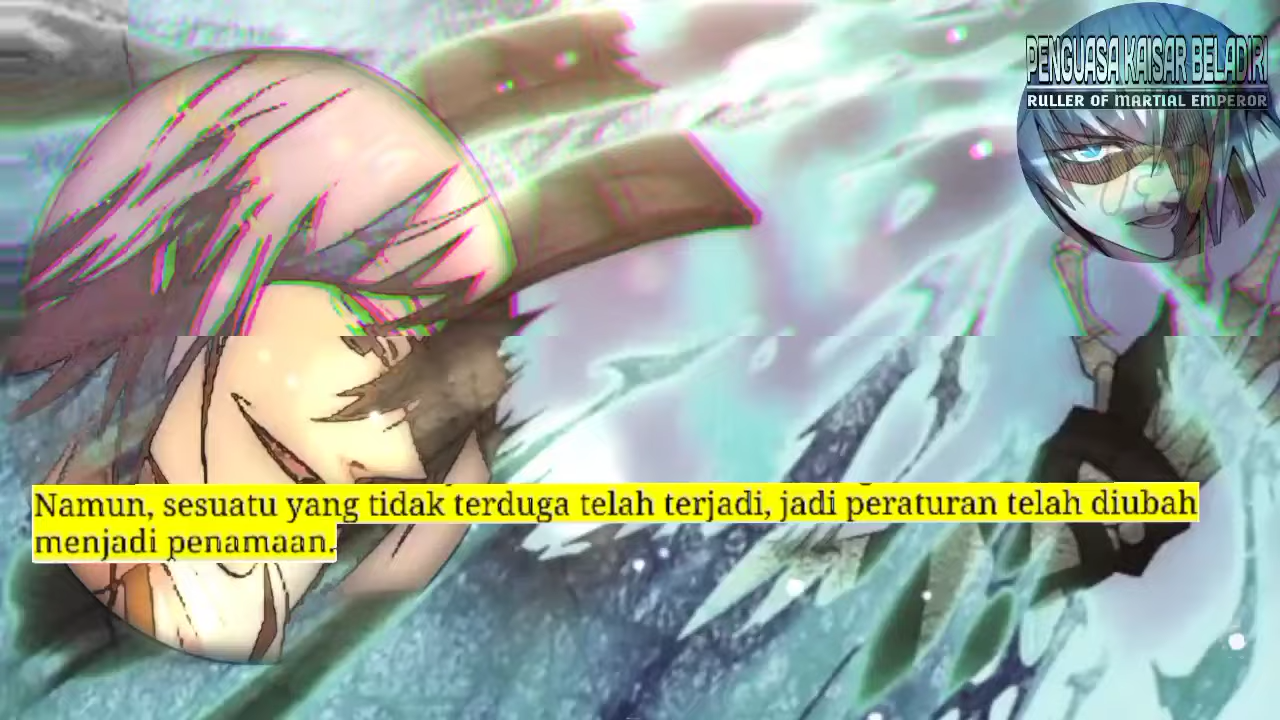 PENGUASA KAISAR BELADIRI
RULLER OF MARTIAL EMPEROR
Namun, sesuatu yang tidak terduga telah terjadi, jadi peraturan telah diubah
menjadi penamaan.